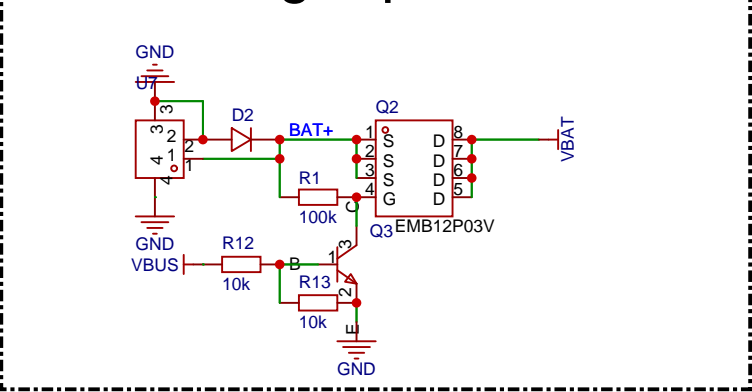 GND
U7
3
3
2
2
1
1
4
4
GND
D2
BAT+
Q2
1
S
D
8
2
S
D
7
3
S
D
6
4
G
D
5
VBAT
EMB12P03V
R1
100k
C
Q3
3
VBUS
R12
10k
B
1
R13
10k
2
E
GND